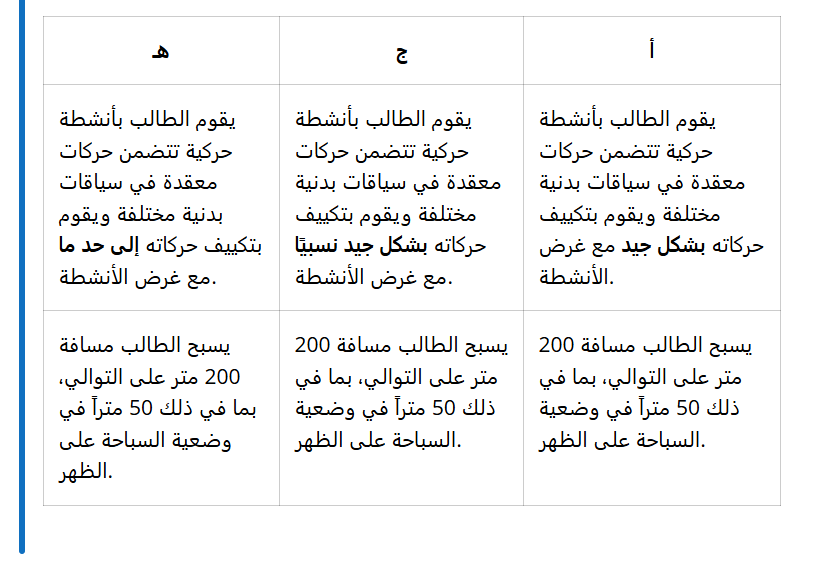 أ
ج
هـ
يقوم الطالب بأنشطة
حركية تتضمن حركات
معقدة في سياقات بدنية
مختلفة ويقوم بتكييف
حركاته بشكل جيد مع غرض
الأنشطة.
يقوم الطالب بأنشطة
حركية تتضمن حركات
معقدة في سياقات بدنية
مختلفة ويقوم بتكييف
حركاته بشكل جيد نسبيًا
مع غرض الأنشطة.
يقوم الطالب بأنشطة
حركية تتضمن حركات
معقدة في سياقات
بدنية مختلفة ويقوم
بتكييف حركاته إلى حد ما
مع غرض الأنشطة.
يسبح الطالب مسافة 200
متر على التوالي، بما في
ذلك 50 متراً في وضعية
السباحة على الظهر.
يسبح الطالب مسافة 200
متر على التوالي، بما في
ذلك 50 متراً في وضعية
السباحة على الظهر.
يسبح الطالب مسافة
200 متر على التوالي،
بما في ذلك 50 متراً في
وضعية السباحة على
الظهر.